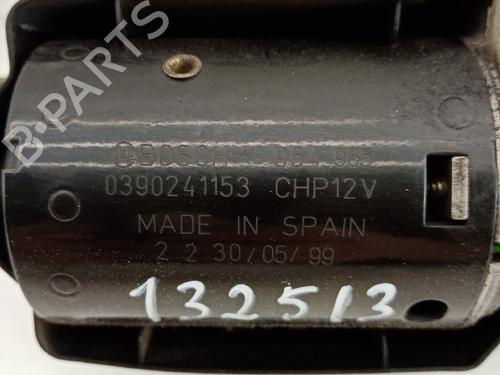 B-PARTS
BOSCH
0390241153 CHP12V
MADE IN SPAIN
2 2 30/05/99
132513